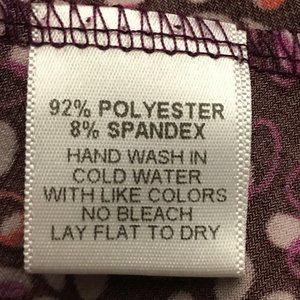 92% POLYESTER
8% SPANDEX
HAND WASH IN
COLD WATER
WITH LIKE COLORS
NO BLEACH
LAY FLAT TO DRY